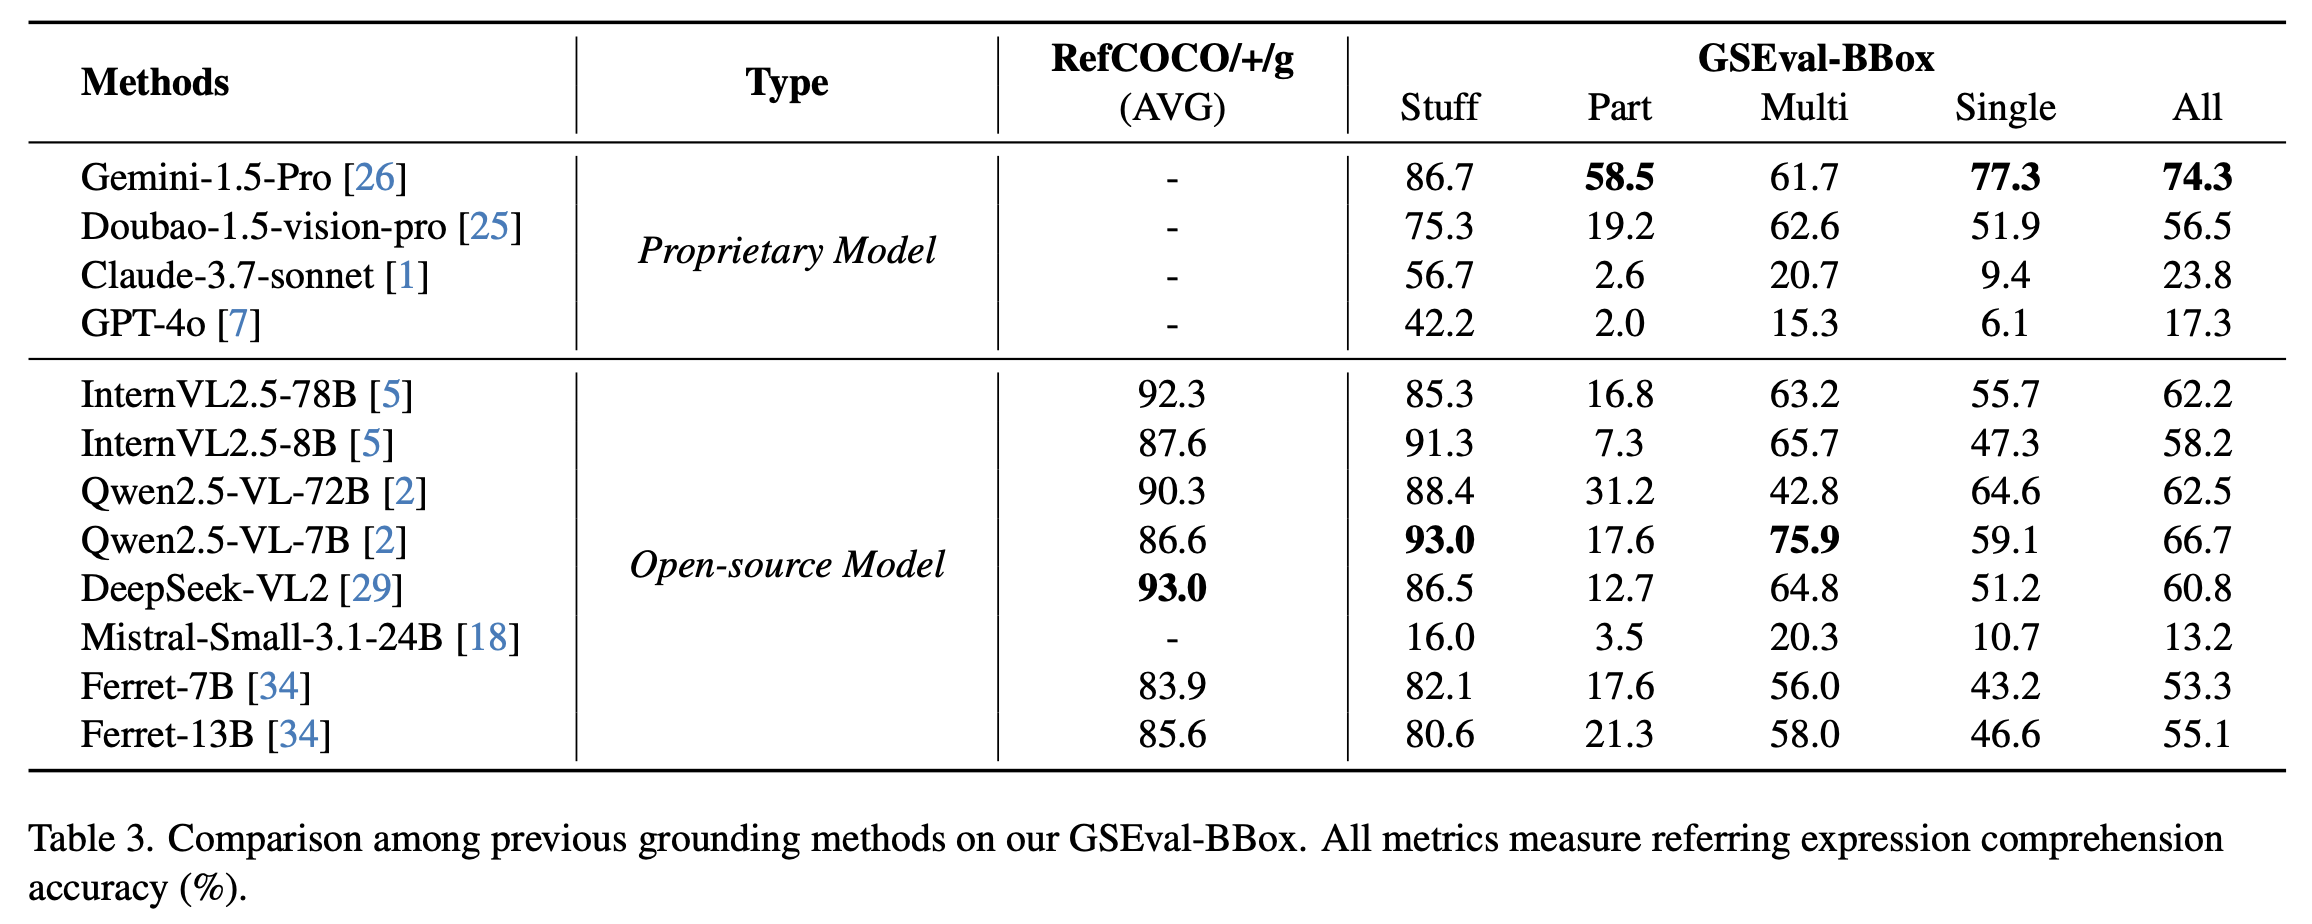 Methods Type RefCOCO/+/g (AVG) GSEval-BBox
Stuff Part Multi Single All
Gemini-1.5-Pro [26] - 86.7 58.5 61.7 77.3 74.3
Doubao-1.5-vision-pro [25] - 75.3 19.2 62.6 51.9 56.5
Proprietary Model
Claude-3.7-sonnet [1] - 56.7 2.6 20.7 9.4 23.8
GPT-4o [7] - 42.2 2.0 15.3 6.1 17.3
InternVL2.5-78B [5] 92.3 85.3 16.8 63.2 55.7 62.2
InternVL2.5-8B [5] 87.6 91.3 7.3 65.7 47.3 58.2
Qwen2.5-VL-72B [2] 90.3 88.4 31.2 42.8 64.6 62.5
Qwen2.5-VL-7B [2] 86.6 93.0 17.6 75.9 59.1 66.7
Open-source Model
DeepSeek-VL2 [29] 93.0 86.5 12.7 64.8 51.2 60.8
Mistral-Small-3.1-24B [18] - 16.0 3.5 20.3 10.7 13.2
Ferret-7B [34] 83.9 82.1 17.6 56.0 43.2 53.3
Ferret-13B [34] 85.6 80.6 21.3 58.0 46.6 55.1
Table 3. Comparison among previous grounding methods on our GSEval-BBox. All metrics measure referring expression comprehension
accuracy (%).